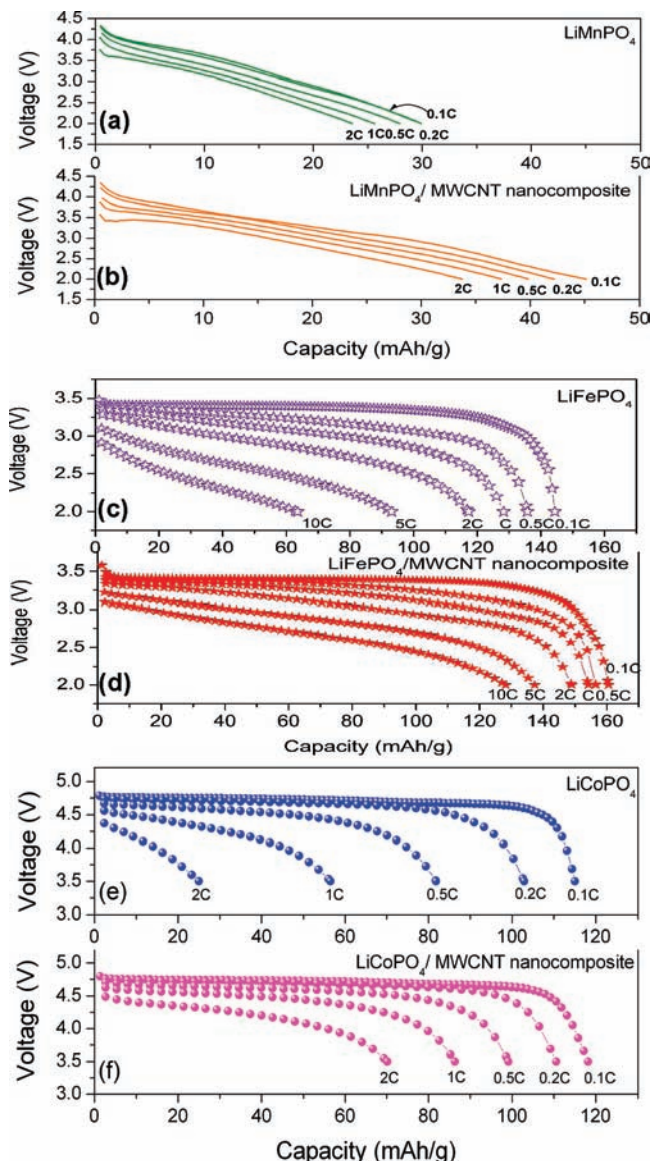 4.5
4.0
3.5
3.0
2.5
2.0
1.5
Voltage (V)
LiMnPO4
(a)
0.1C
2C 1C 0.5C 0.2C
0 10 20 30 40 50
4.5
4.0
3.5
3.0
2.5
2.0
1.5
Voltage (V)
LiMnPO4/ MWCNT nanocomposite
(b)
2C 1C 0.5C 0.2C 0.1C
0 10 20 30 40 50
Capacity (mAh/g)
3.5
3.0
2.5
2.0
Voltage (V)
LiFePO4
(c)
10C 5C 2C C 0.5C 0.1C
0 20 40 60 80 100 120 140 160
3.5
3.0
2.5
2.0
Voltage (V)
LiFePO4/MWCNT nanocomposite
(d)
0.1C
10C 5C 2C C 0.5C
0 20 40 60 80 100 120 140 160
Capacity (mAh/g)
5.0
4.5
4.0
3.5
3.0
Voltage (V)
LiCoPO4
(e)
2C 1C 0.5C 0.2C 0.1C
0 20 40 60 80 100 120
5.0
4.5
4.0
3.5
3.0
Voltage (V)
LiCoPO4/ MWCNT nanocomposite
(f)
2C 1C 0.5C 0.2C 0.1C
0 20 40 60 80 100 120
Capacity (mAh/g)